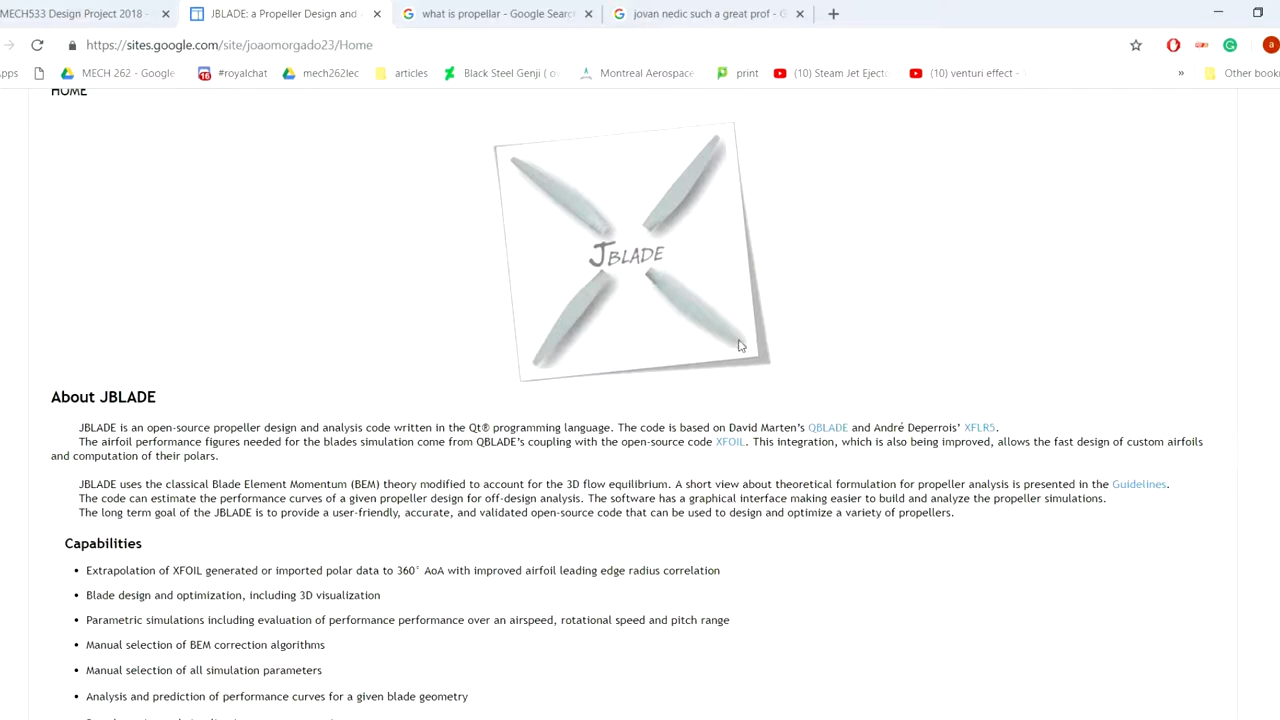 MECH533 Design Project 2018 -
JBLADE: a Propeller Design and
what is propellar - Google Search
jovan nedic such a great prof - G
https://sites.google.com/site/joaomorgado23/Home
pps
MECH 262 - Google
16
#royalchat
mech262lec
articles
Black Steel Genji ( ov
Montreal Aerospace
print
(10) Steam Jet Ejecto
(10) venturi effect -
»
Other book
HOME
JBLADE
About JBLADE
JBLADE is an open-source propeller design and analysis code written in the Qt® programming language. The code is based on David Marten's QBLADE and André Deperrois' XFLR5.
The airfoil performance figures needed for the blades simulation come from QBLADE's coupling with the open-source code XFOIL. This integration, which is also being improved, allows the fast design of custom airfoils
and computation of their polars.
JBLADE uses the classical Blade Element Momentum (BEM) theory modified to account for the 3D flow equilibrium. A short view about theoretical formulation for propeller analysis is presented in the Guidelines.
The code can estimate the performance curves of a given propeller design for off-design analysis. The software has a graphical interface making easier to build and analyze the propeller simulations.
The long term goal of the JBLADE is to provide a user-friendly, accurate, and validated open-source code that can be used to design and optimize a variety of propellers.
Capabilities
• Extrapolation of XFOIL generated or imported polar data to 360° AoA with improved airfoil leading edge radius correlation
• Blade design and optimization, including 3D visualization
• Parametric simulations including evaluation of performance performance over an airspeed, rotational speed and pitch range
• Manual selection of BEM correction algorithms
• Manual selection of all simulation parameters
• Analysis and prediction of performance curves for a given blade geometry